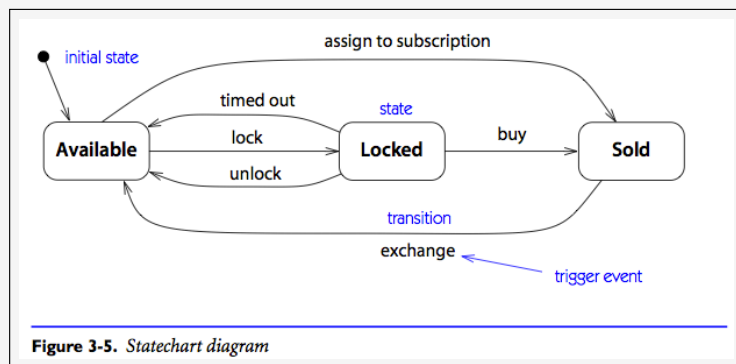 assign to subscription
initial state
timed out
state
lock
buy
Available
Locked
Sold
unlock
transition
exchange
trigger event
Figure 3-5. Statechart diagram